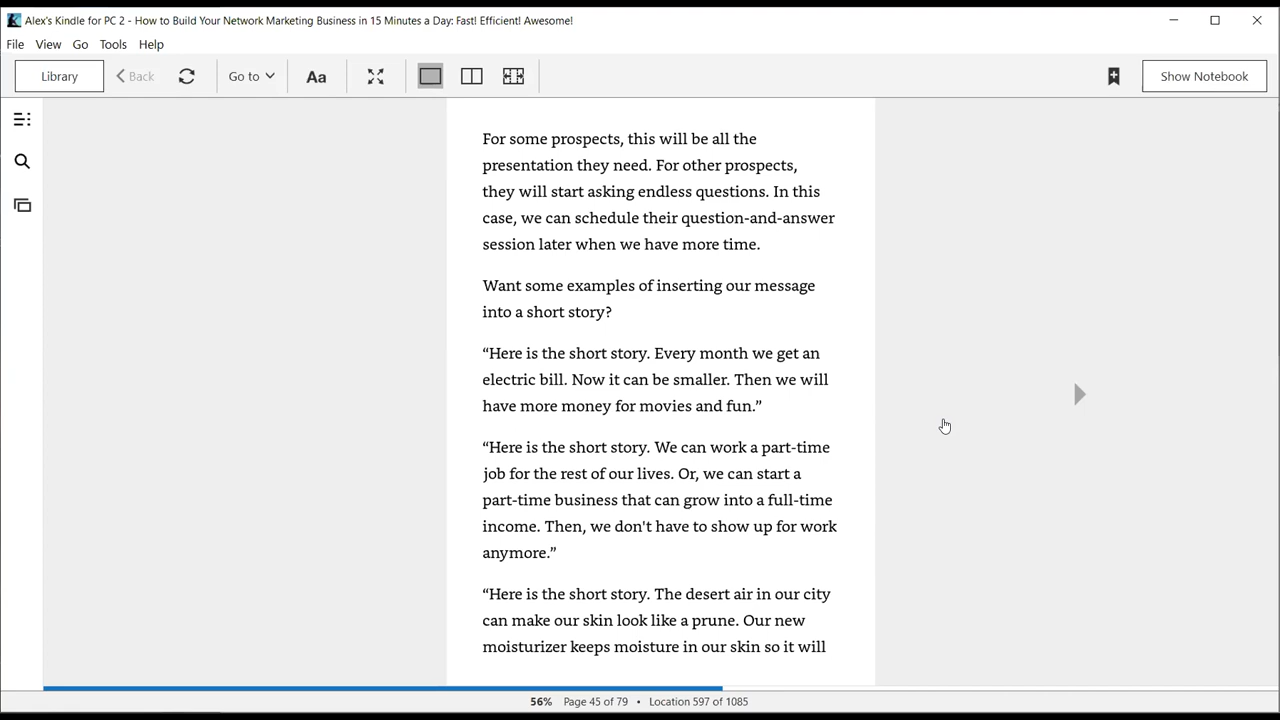 Alex's Kindle for PC 2 - How to Build Your Network Marketing Business in 15 Minutes a Day: Fast! Efficient! Awesome!
File View Go Tools Help
Library Back Go to Aa Show Notebook
For some prospects, this will be all the
presentation they need. For other prospects,
they will start asking endless questions. In this
case, we can schedule their question-and-answer
session later when we have more time.
Want some examples of inserting our message
into a short story?
“Here is the short story. Every month we get an
electric bill. Now it can be smaller. Then we will
have more money for movies and fun.”
“Here is the short story. We can work a part-time
job for the rest of our lives. Or, we can start a
part-time business that can grow into a full-time
income. Then, we don't have to show up for work
anymore.”
“Here is the short story. The desert air in our city
can make our skin look like a prune. Our new
moisturizer keeps moisture in our skin so it will
56% Page 45 of 79 • Location 597 of 1085